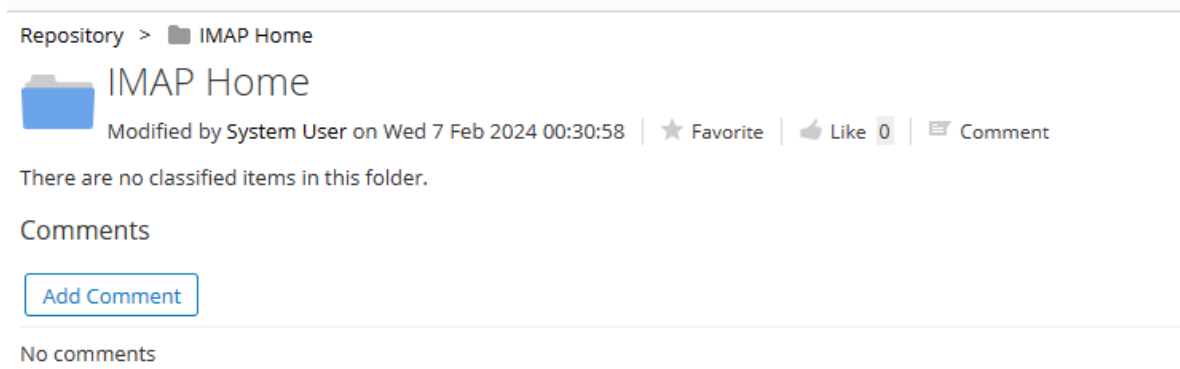 Repository > IMAP Home
IMAP Home
Modified by System User on Wed 7 Feb 2024 00:30:58 Favorite Like 0 Comment
There are no classified items in this folder.
Comments
Add Comment
No comments